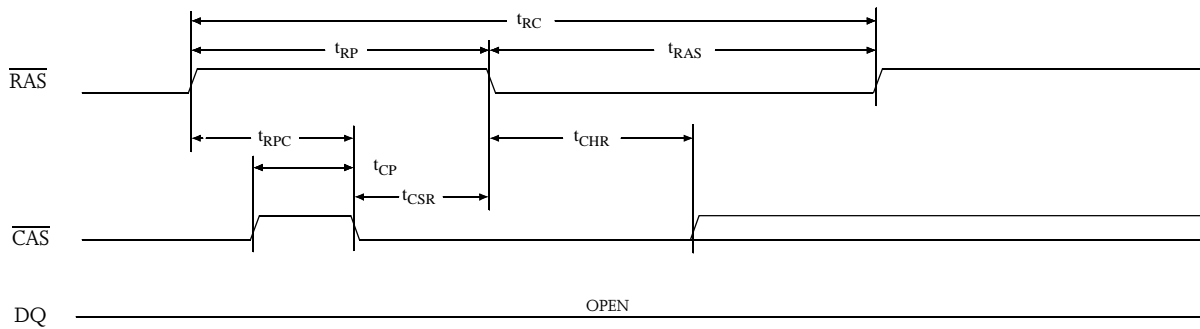 tRC
tRP
tRAS
RAS
tRPC
tCHR
tCP
tCSR
CAS
OPEN
DQ